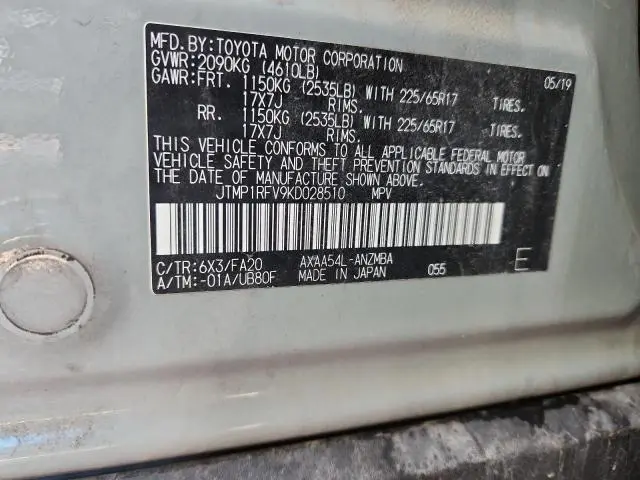 MFD.BY:TOYOTA MOTOR CORPORATION 05/19
GVWR:2090KG (4610LB)
GAWR:FRT. 1150KG (2535LB) WITH 225/65R17 TIRES.
17X7J RIMS.
RR. 1150KG (2535LB) WITH 225/65R17 TIRES.
17X7J RIMS.
THIS VEHICLE CONFORMS TO ALL APPLICABLE FEDERAL MOTOR
VEHICLE SAFETY AND THEFT PREVENTION STANDARDS IN EFFECT ON
THE DATE OF MANUFACTURE SHOWN ABOVE.
JTMP1RFV9KD028510 MPV
C/TR:6X3/FA20 AXAA54L-ANZMBA
A/TM:-01A/UB80F MADE IN JAPAN 055 E